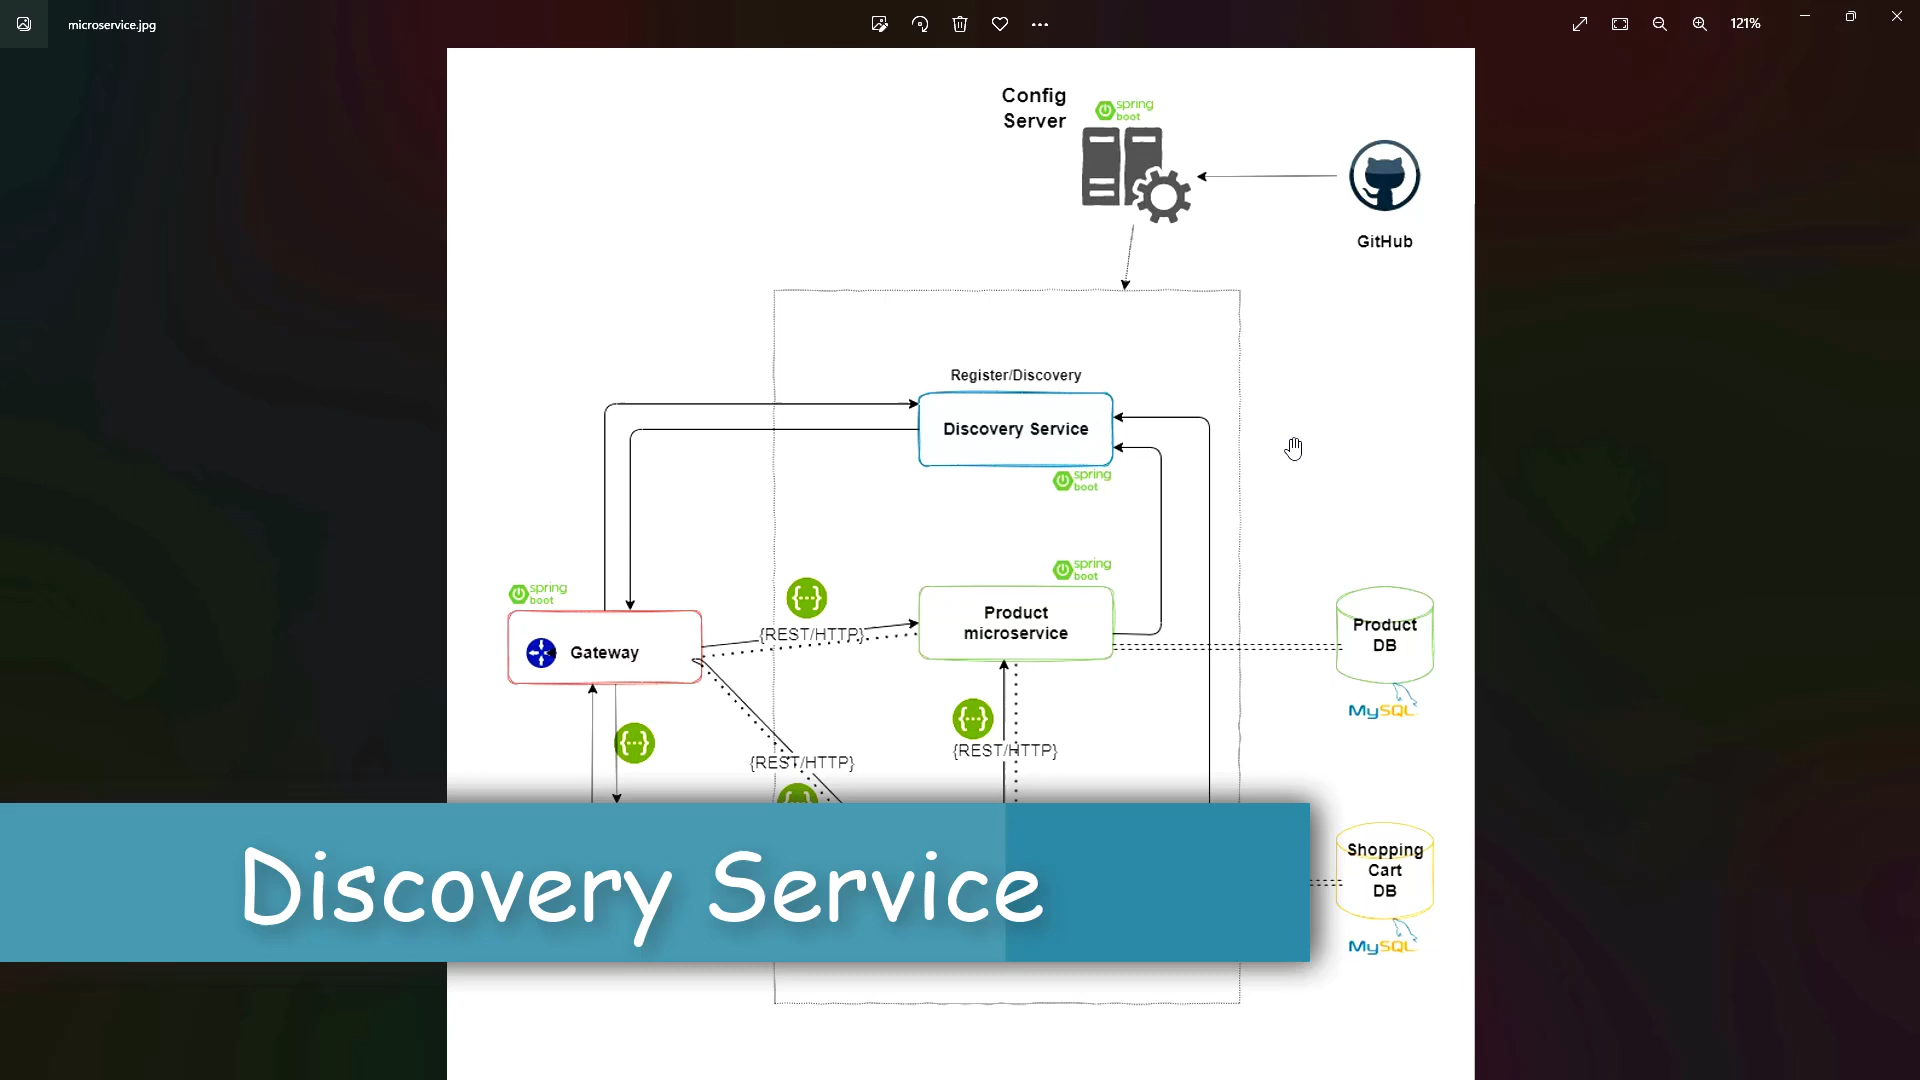 microservice.jpg
121%
Config
Server
spring
boot
GitHub
Register/Discovery
Discovery Service
spring
boot
spring
boot
spring
boot
Gateway
{REST/HTTP}
Product
microservice
Product
DB
MySQL
{REST/HTTP}
{REST/HTTP}
Discovery Service
Shopping
Cart
DB
MySQL